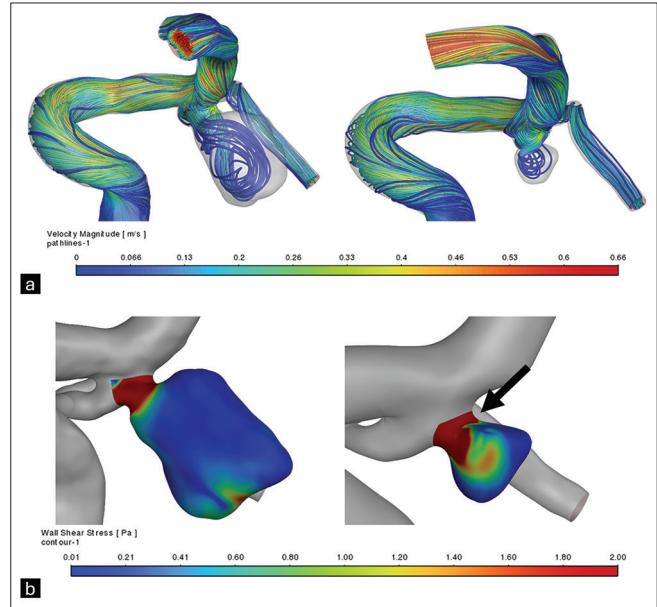 Velocity Magnitude [ m/s ]
pathlines-1
0 0.066 0.13 0.2 0.26 0.33 0.4 0.46 0.53 0.6 0.66
a
Wall Shear Stress [ Pa ]
contour-1
0.01 0.21 0.41 0.60 0.80 1.00 1.20 1.40 1.60 1.80 2.00
b